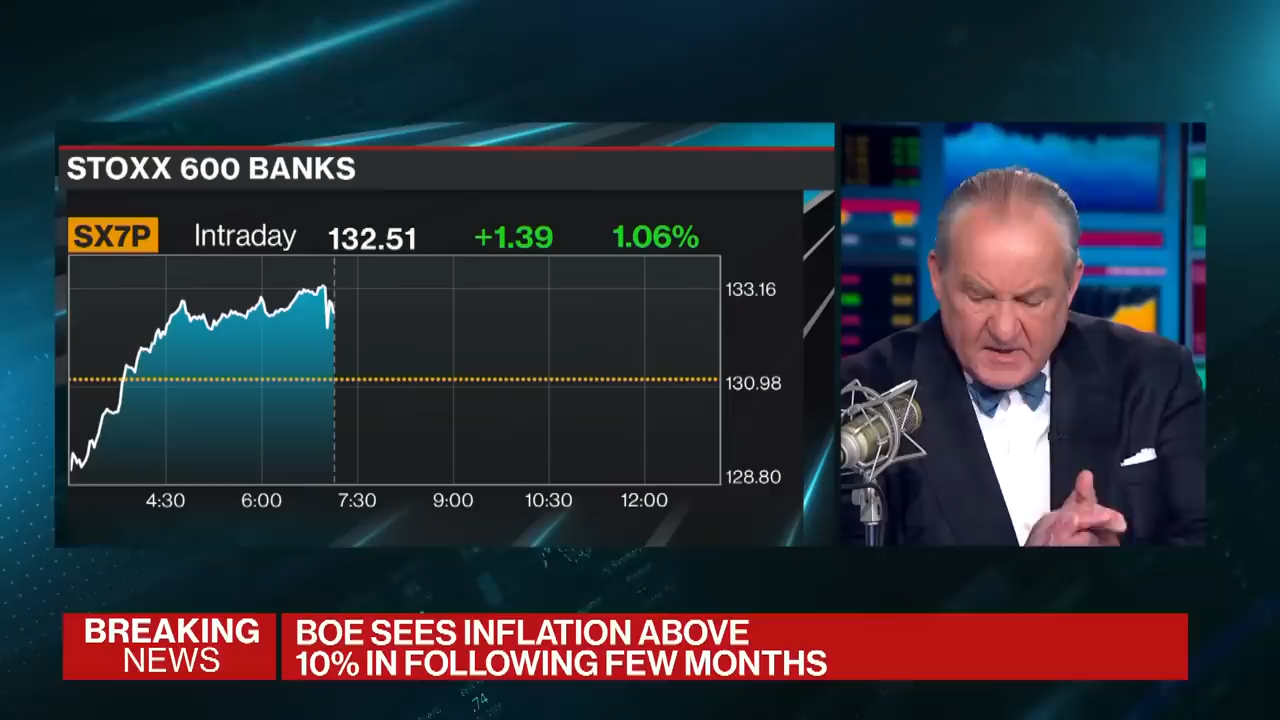 STOXX 600 BANKS
SX7P Intraday 132.51 +1.39 1.06%
133.16
130.98
128.80
4:30 6:00 7:30 9:00 10:30 12:00
BREAKING
NEWS
BOE SEES INFLATION ABOVE
10% IN FOLLOWING FEW MONTHS
74